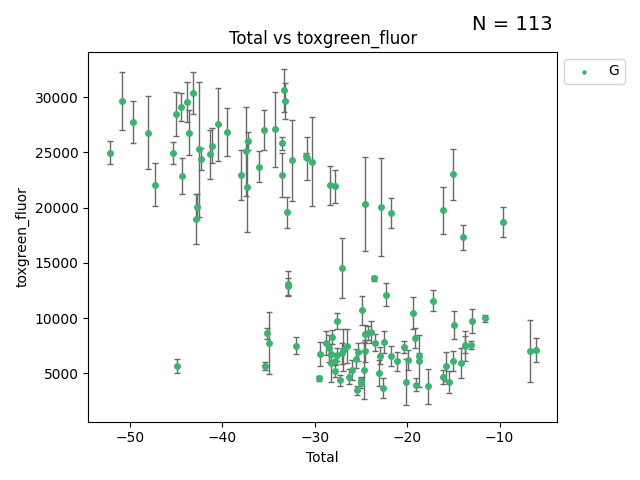 N = 113
Total vs toxgreen_fluor
G
toxgreen_fluor
30000
25000
20000
15000
10000
5000
−50 −40 −30 −20 −10
Total